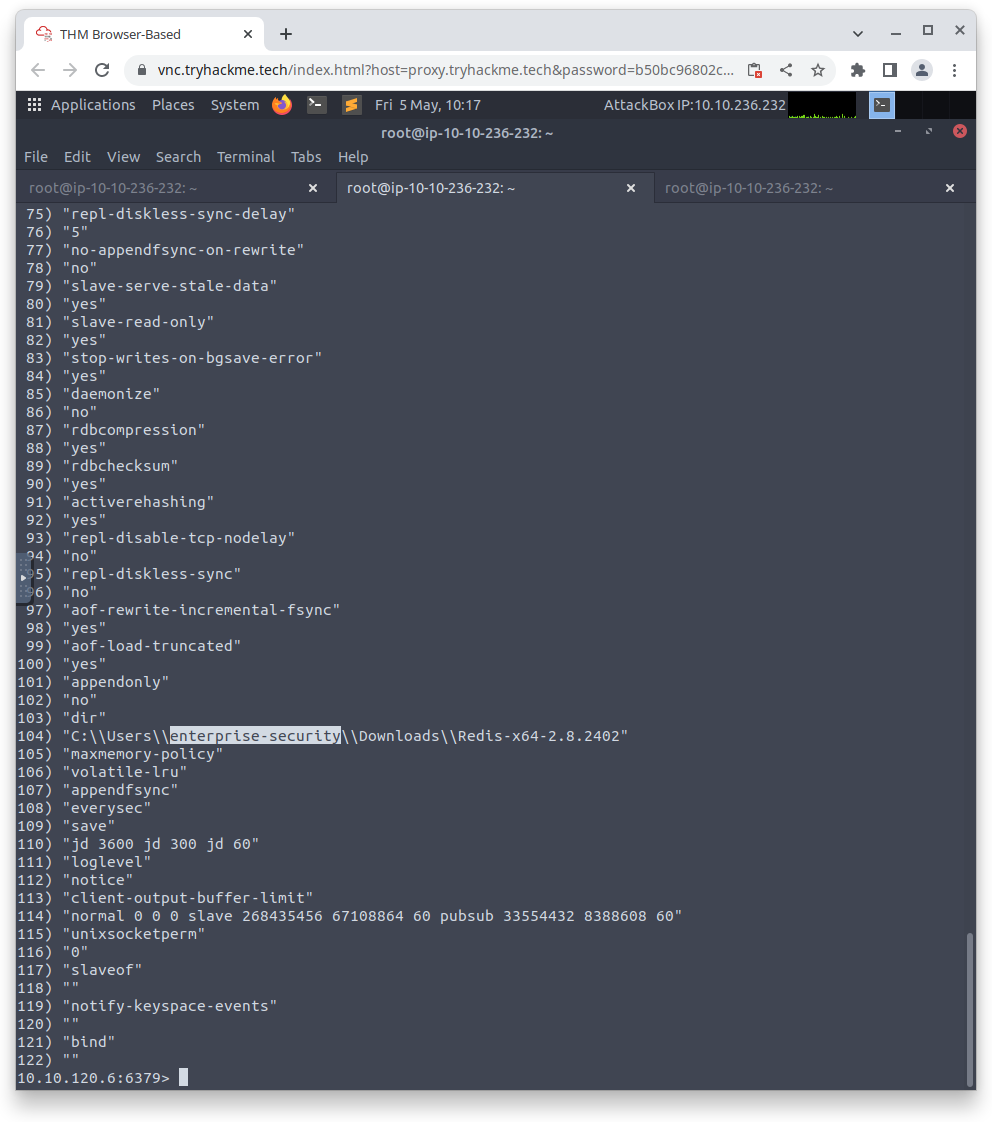 THM Browser-Based
vnc.tryhackme.tech/index.html?host=proxy.tryhackme.tech&password=b50bc96802c...
Applications Places System Fri 5 May, 10:17 AttackBox IP:10.10.236.232
root@ip-10-10-236-232: ~
File Edit View Search Terminal Tabs Help
root@ip-10-10-236-232: ~ root@ip-10-10-236-232: ~ root@ip-10-10-236-232: ~
75) "repl-diskless-sync-delay"
76) "5"
77) "no-appendfsync-on-rewrite"
78) "no"
79) "slave-serve-stale-data"
80) "yes"
81) "slave-read-only"
82) "yes"
83) "stop-writes-on-bgsave-error"
84) "yes"
85) "daemonize"
86) "no"
87) "rdbcompression"
88) "yes"
89) "rdbchecksum"
90) "yes"
91) "activerehashing"
92) "yes"
93) "repl-disable-tcp-nodelay"
94) "no"
95) "repl-diskless-sync"
96) "no"
97) "aof-rewrite-incremental-fsync"
98) "yes"
99) "aof-load-truncated"
100) "yes"
101) "appendonly"
102) "no"
103) "dir"
104) "C:\\Users\\enterprise-security\\Downloads\\Redis-x64-2.8.2402"
105) "maxmemory-policy"
106) "volatile-lru"
107) "appendfsync"
108) "everysec"
109) "save"
110) "jd 3600 jd 300 jd 60"
111) "loglevel"
112) "notice"
113) "client-output-buffer-limit"
114) "normal 0 0 0 slave 268435456 67108864 60 pubsub 33554432 8388608 60"
115) "unixsocketperm"
116) "0"
117) "slaveof"
118) ""
119) "notify-keyspace-events"
120) ""
121) "bind"
122) ""
10.10.120.6:6379>